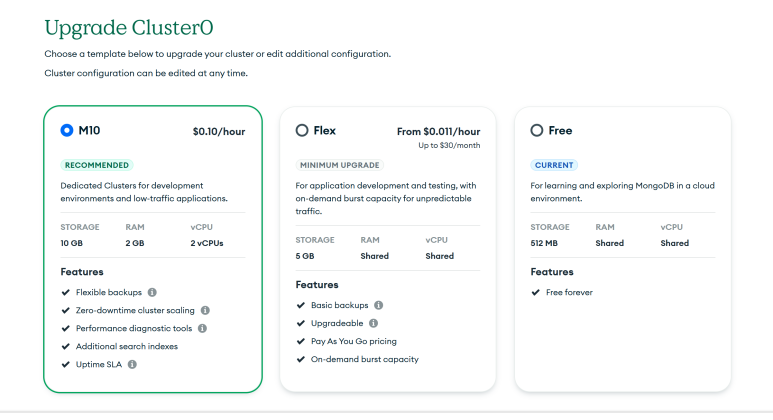 Upgrade Cluster0
Choose a template below to upgrade your cluster or edit additional configuration.
Cluster configuration can be edited at any time.
M10
$0.10/hour
RECOMMENDED
Dedicated Clusters for development
environments and low-traffic applications.
STORAGE RAM vCPU
10 GB 2 GB 2 vCPUs
Features
Flexible backups
Zero-downtime cluster scaling
Performance diagnostic tools
Additional search indexes
Uptime SLA
Flex
From $0.011/hour
Up to $30/month
MINIMUM UPGRADE
For application development and testing, with
on-demand burst capacity for unpredictable
traffic.
STORAGE RAM vCPU
5 GB Shared Shared
Features
Basic backups
Upgradeable
Pay As You Go pricing
On-demand burst capacity
Free
CURRENT
For learning and exploring MongoDB in a cloud
environment.
STORAGE RAM vCPU
512 MB Shared Shared
Features
Free forever